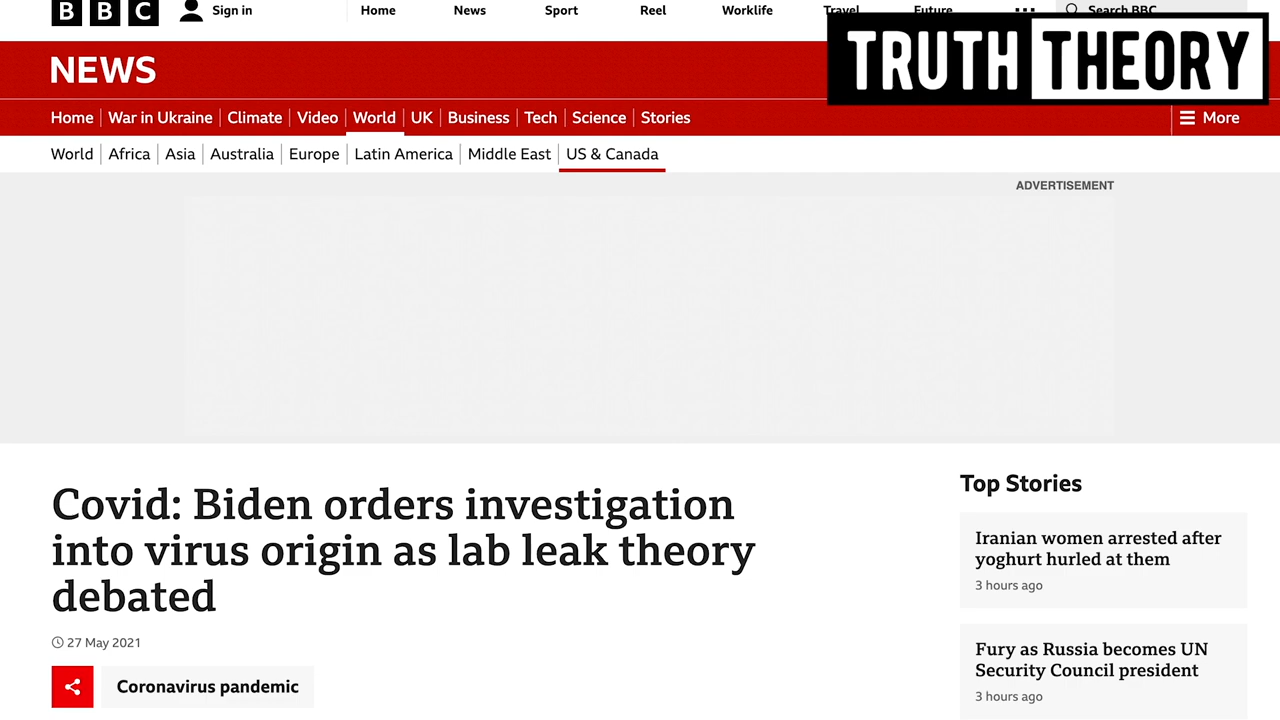 BBC
Sign in
Home
News
Sport
Reel
Worklife
Travel
Future
Search BBC
TRUTH THEORY
NEWS
Home
War in Ukraine
Climate
Video
World
UK
Business
Tech
Science
Stories
More
World
Africa
Asia
Australia
Europe
Latin America
Middle East
US & Canada
ADVERTISEMENT
Covid: Biden orders investigation
into virus origin as lab leak theory
debated
27 May 2021
Coronavirus pandemic
Top Stories
Iranian women arrested after
yoghurt hurled at them
3 hours ago
Fury as Russia becomes UN
Security Council president
3 hours ago